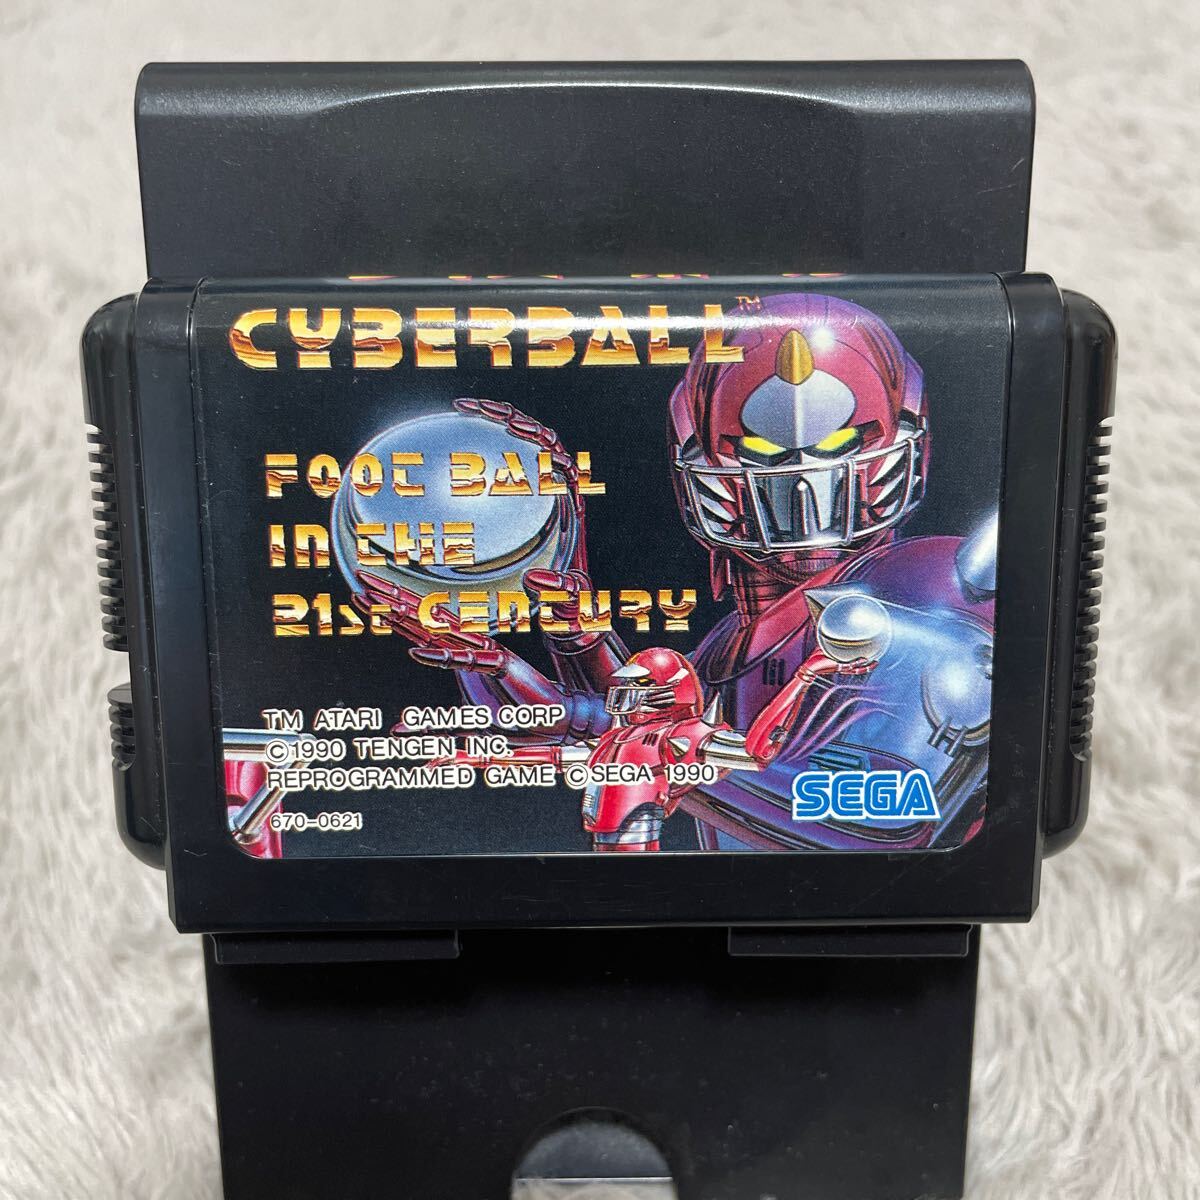 CYBERBALL™
FOOT BALL
IN THE
21st CENTURY
TM ATARI GAMES CORP
©1990 TENGEN INC.
REPROGRAMMED GAME ©SEGA 1990
SEGA
670-0621